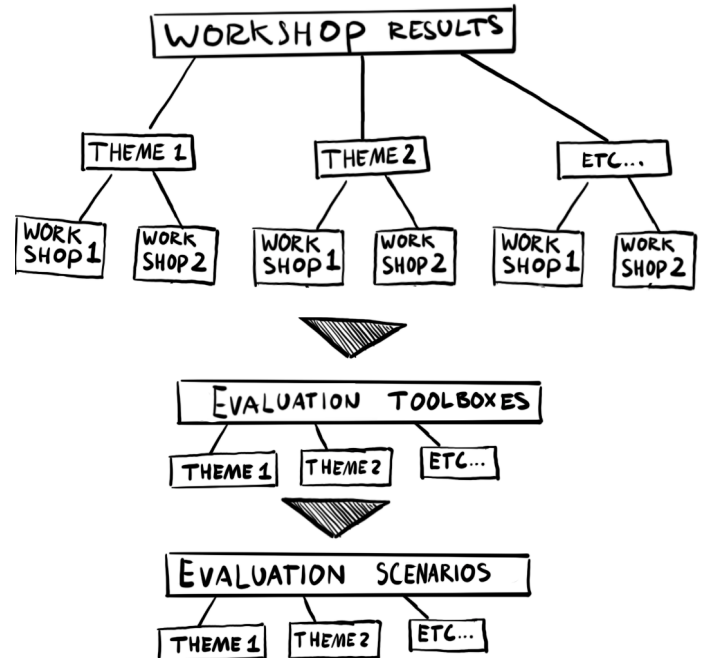 WORKSHOP RESULTS
THEME 1
THEME 2
ETC...
WORK
SHOP 1
WORK
SHOP 2
WORK
SHOP 1
WORK
SHOP 2
WORK
SHOP 1
WORK
SHOP 2
EVALUATION TOOLBOXES
THEME 1
THEME 2
ETC...
EVALUATION SCENARIOS
THEME 1
THEME 2
ETC...